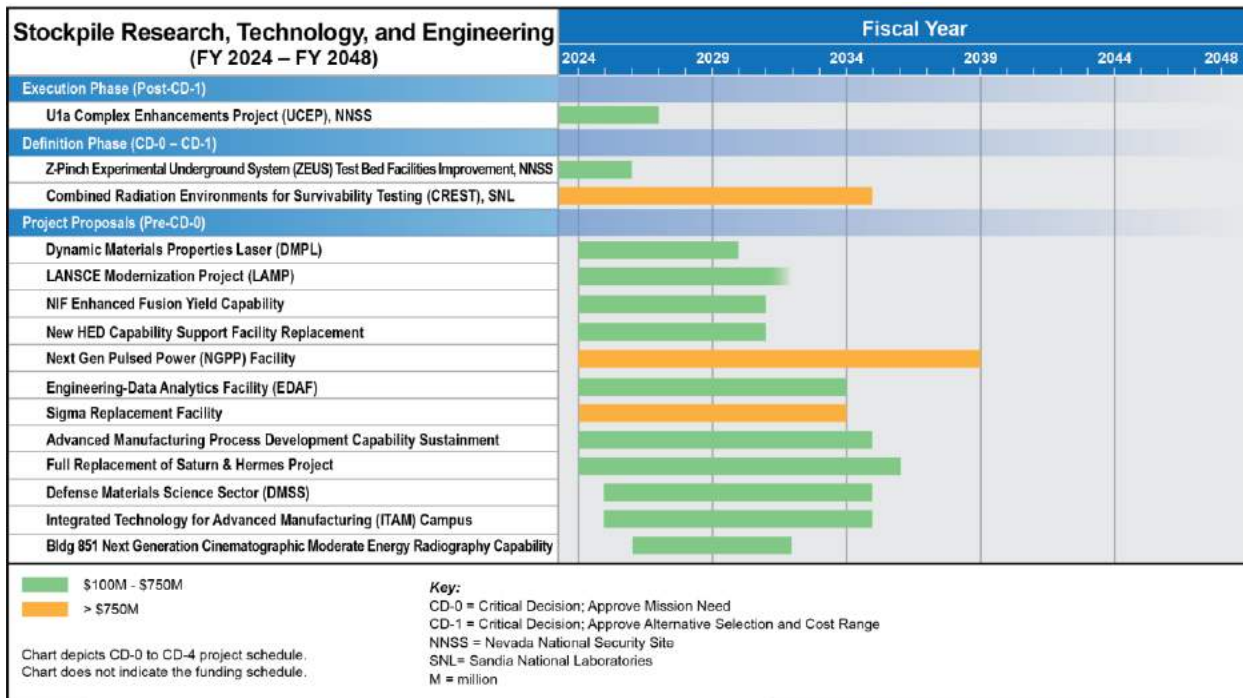 Stockpile Research, Technology, and Engineering
(FY 2024 – FY 2048)
Fiscal Year
2024 2029 2034 2039 2044 2048
Execution Phase (Post-CD-1)
U1a Complex Enhancements Project (UCEP), NNSS
Definition Phase (CD-0 – CD-1)
Z-Pinch Experimental Underground System (ZEUS) Test Bed Facilities Improvement, NNSS
Combined Radiation Environments for Survivability Testing (CREST), SNL
Project Proposals (Pre-CD-0)
Dynamic Materials Properties Laser (DMPL)
LANSCE Modernization Project (LAMP)
NIF Enhanced Fusion Yield Capability
New HED Capability Support Facility Replacement
Next Gen Pulsed Power (NGPP) Facility
Engineering-Data Analytics Facility (EDAF)
Sigma Replacement Facility
Advanced Manufacturing Process Development Capability Sustainment
Full Replacement of Saturn & Hermes Project
Defense Materials Science Sector (DMSS)
Integrated Technology for Advanced Manufacturing (ITAM) Campus
Bldg 851 Next Generation Cinematographic Moderate Energy Radiography Capability
$100M - $750M
> $750M
Chart depicts CD-0 to CD-4 project schedule.
Chart does not indicate the funding schedule.
Key:
CD-0 = Critical Decision; Approve Mission Need
CD-1 = Critical Decision; Approve Alternative Selection and Cost Range
NNSS = Nevada National Security Site
SNL= Sandia National Laboratories
M = million